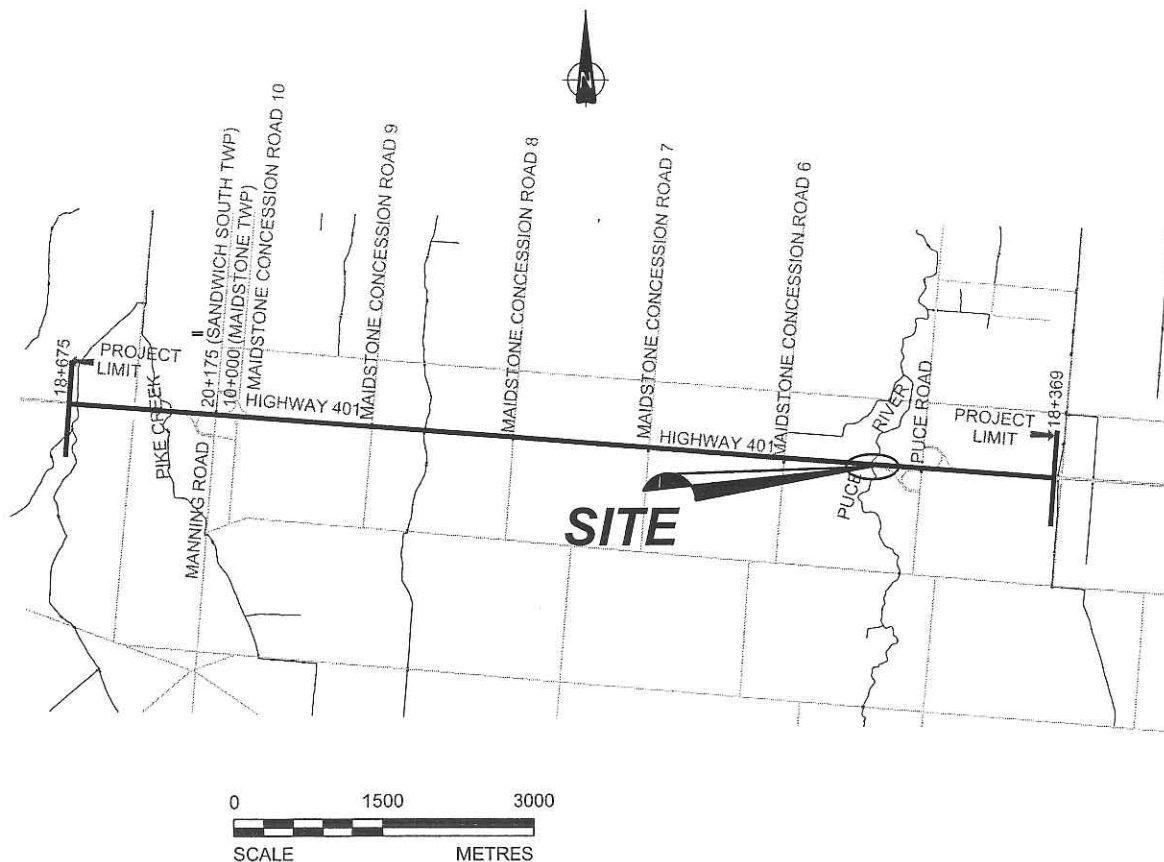 N
20+175 (SANDWICH SOUTH TWP)
=
10+000 (MAIDSTONE TWP)
MAIDSTONE CONCESSION ROAD 10
MAIDSTONE CONCESSION ROAD 9
MAIDSTONE CONCESSION ROAD 8
MAIDSTONE CONCESSION ROAD 7
MAIDSTONE CONCESSION ROAD 6
18+675
PROJECT
LIMIT
PIKE CREEK
MANNING ROAD
HIGHWAY 401
HIGHWAY 401
PUCE RIVER
PUCE ROAD
PROJECT
LIMIT
18+369
SITE
0 1500 3000
SCALE METRES